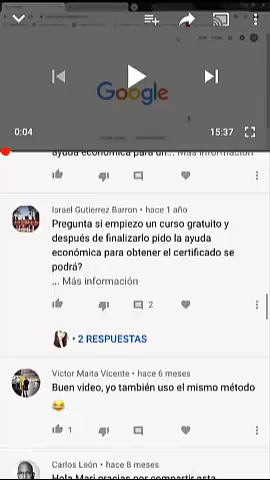 Google
0:04
15:37
ayuda económica para un... Más información
Israel Gutierrez Barron • hace 1 año
Pregunta si empiezo un curso gratuito y
después de finalizarlo pido la ayuda
económica para obtener el certificado se
podrá?
... Más información
2
• 2 RESPUESTAS
Victor Maita Vicente • hace 6 meses
Buen video, yo también uso el mismo método
😂
1
Carlos León • hace 8 meses
Hola Mari gracias por compartir esta